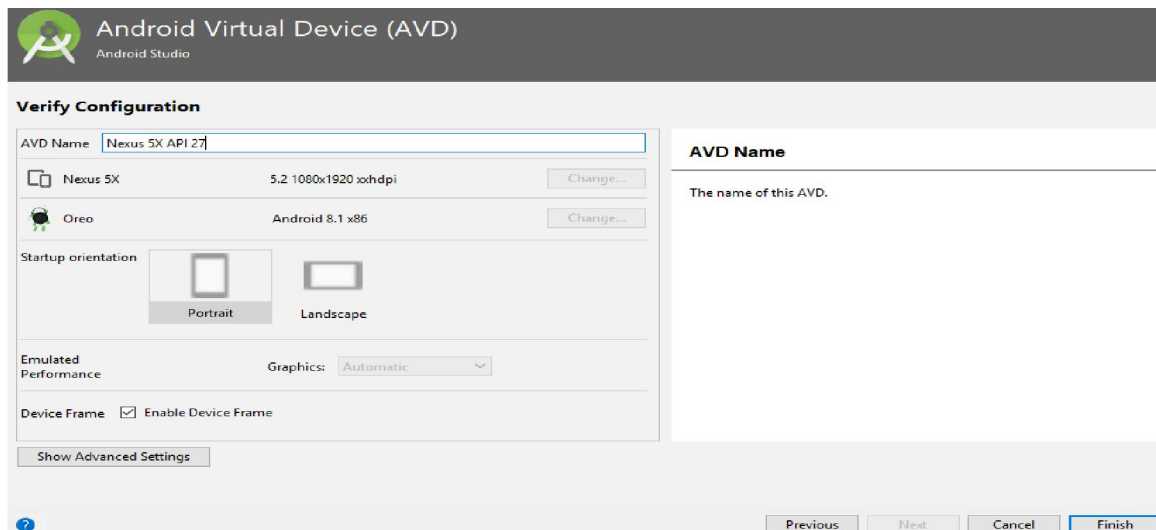 Android Virtual Device (AVD)
Android Studio
Verify Configuration
AVD Name Nexus 5X API 27
Nexus 5X 5.2 1080x1920 xxhdpi Change...
Oreo Android 8.1 x86 Change...
Startup orientation
Portrait Landscape
Emulated
Performance
Graphics: Automatic
Device Frame Enable Device Frame
Show Advanced Settings
AVD Name
The name of this AVD.
? Previous Next Cancel Finish